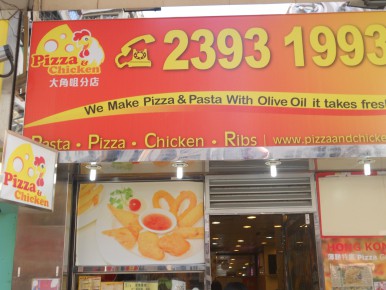 Pizza
Chicken
大角咀分店
2393 1993
We Make Pizza & Pasta With Olive Oil it takes fres
Pasta • Pizza • Chicken • Ribs | www.pizzaandchick
Pizza
Chicken
HONG KONG
Pizza